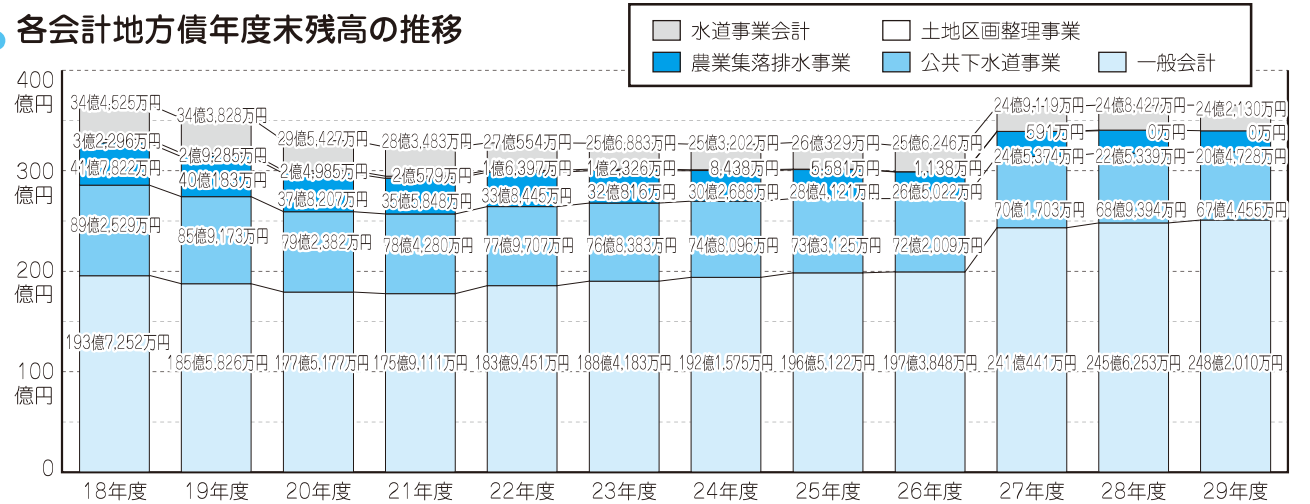 各会計地方債年度末残高の推移
水道事業会計 土地区画整理事業
農業集落排水事業 公共下水道事業 一般会計
400
億円
300
億円
200
億円
100
億円
0
34億4,525万円 34億3,828万円 29億5,427万円 28億3,483万円 27億554万円 25億6,883万円 25億3,202万円 26億329万円 25億6,246万円 24億9,119万円 24億8,427万円 24億2,130万円
3億2,296万円 2億9,285万円 2億4,985万円 2億579万円 1億6,397万円 1億2,326万円 8,438万円 5,581万円 1,138万円 591万円 0万円 0万円
41億7,822万円 40億183万円 37億8,207万円 35億5,848万円 33億8,445万円 32億816万円 30億2,688万円 28億4,121万円 26億5,022万円 24億5,374万円 22億5,339万円 20億4,728万円
89億2,529万円 85億9,173万円 79億2,382万円 78億4,280万円 77億9,707万円 76億8,383万円 74億8,096万円 73億3,125万円 72億2,009万円 70億1,703万円 68億9,394万円 67億4,455万円
193億7,252万円 185億5,826万円 177億5,177万円 175億9,111万円 183億9,451万円 188億4,183万円 192億1,575万円 196億5,122万円 197億3,848万円 241億441万円 245億6,253万円 248億2,010万円
18年度 19年度 20年度 21年度 22年度 23年度 24年度 25年度 26年度 27年度 28年度 29年度